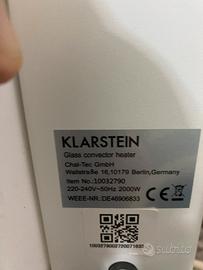 KLARSTEIN
Glass convector heater
Chal-Tec GmbH
Wallstraße 16,10179 Berlin,Germany
Item No.:10032790
220-240V~50Hz 2000W
WEEE-NR.:DE46906833
subito